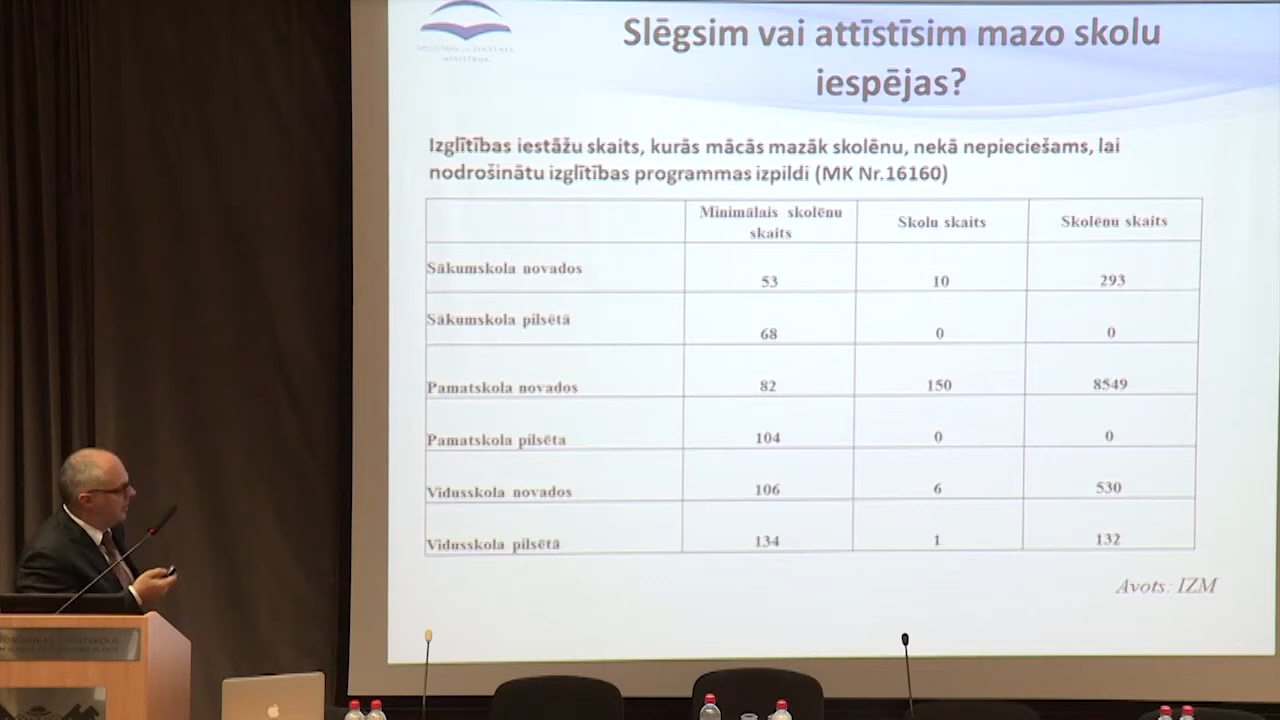 Slēgsim vai attīstīsim mazo skolu
iespējas?
Izglītības iestāžu skaits, kurās mācās mazāk skolēnu, nekā nepieciešams, lai
nodrošinātu izglītības programmas izpildi (MK Nr.16160)
Minimālais skolēnu
skaits
Skolu skaits
Skolēnu skaits
Sākumskola novados 53 10 293
Sākumskola pilsētā 68 0 0
Pamatskola novados 82 150 8549
Pamatskola pilsēta 104 0 0
Vidusskola novados 106 6 530
Vidusskola pilsētā 134 1 132
Avots: IZM